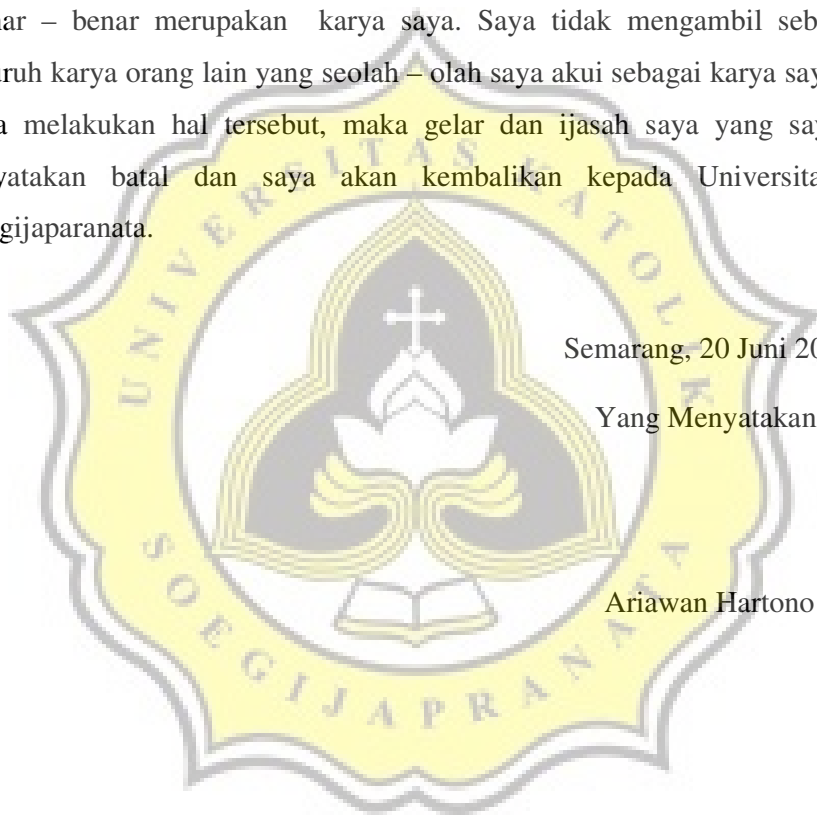 nar – benar merupakan karya saya. Saya tidak mengambil seb
uruh karya orang lain yang seolah – olah saya akui sebagai karya say
a melakukan hal tersebut, maka gelar dan ijasah saya yang say
yatakan batal dan saya akan kembalikan kepada Universita
gijaparanata.
Semarang, 20 Juni 20
Yang Menyatakan
Ariawan Hartono
UNIVERSITAS KATOLIK
SOEGIJAPRANATA